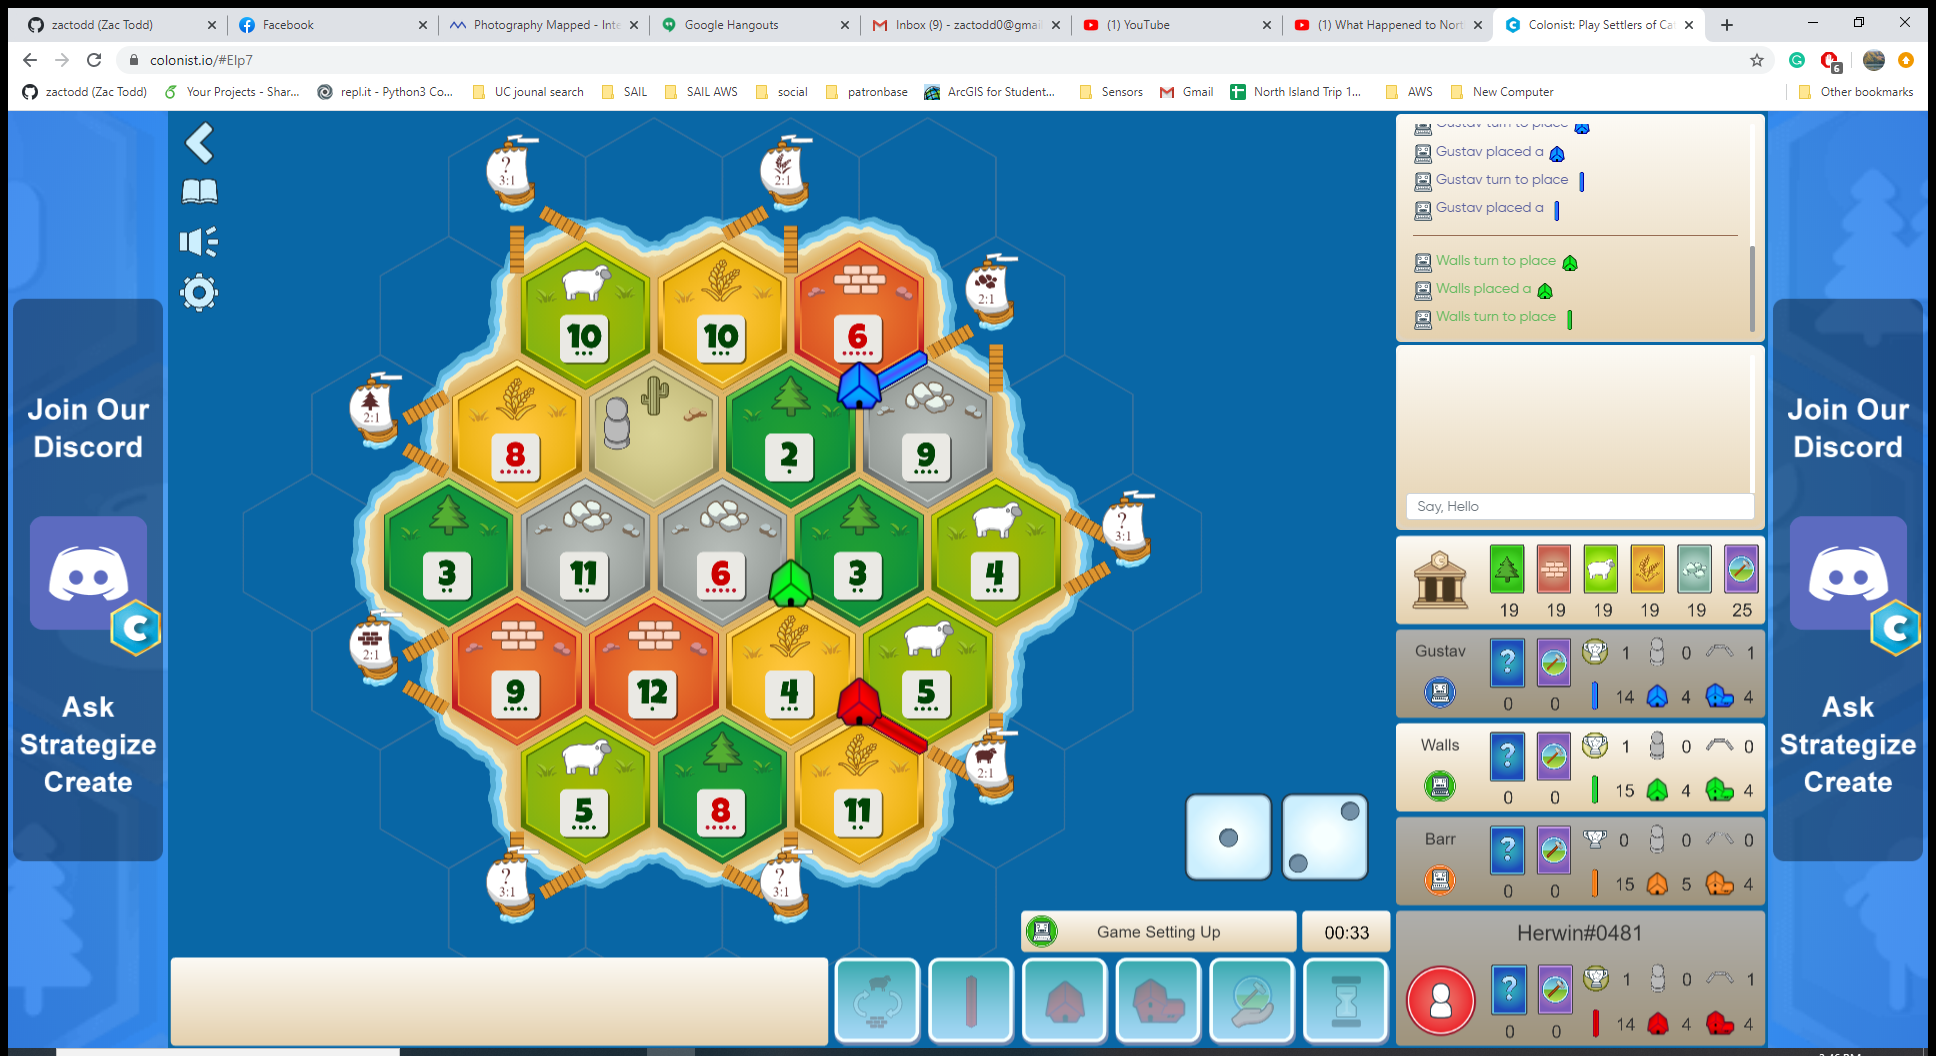 zactodd (Zac Todd)
Facebook
Photography Mapped - Inte
Google Hangouts
Inbox (9) - zactodd0@gmai
(1) YouTube
(1) What Happened to Nort
Colonist: Play Settlers of Ca
colonist.io/#EIp7
6
zactodd (Zac Todd)
Your Projects - Shar...
repl.it - Python3 Co...
UC jounal search
SAIL
SAIL AWS
social
patronbase
ArcGIS for Student...
Sensors
Gmail
North Island Trip 1...
AWS
New Computer
Other bookmarks
Join Our
Discord
Ask
Strategize
Create
?
3:1
2:1
2:1
10
10
6
2:1
8
2
9
?
3:1
3
11
6
3
4
2:1
9
12
4
5
2:1
5
8
11
?
3:1
?
3:1
Gustav turn to place
Gustav placed a
Gustav turn to place
Gustav placed a
Walls turn to place
Walls placed a
Walls turn to place
Say, Hello
19 19 19 19 19 25
Gustav
? 1 0 1
0 0 14 4 4
Walls
? 1 0 0
0 0 15 4 4
Barr
? 0 0 0
0 0 15 5 4
Game Setting Up
00:33
Herwin#0481
? 1 0 1
0 0 14 4 4
Join Our
Discord
C
Ask
Strategize
Create